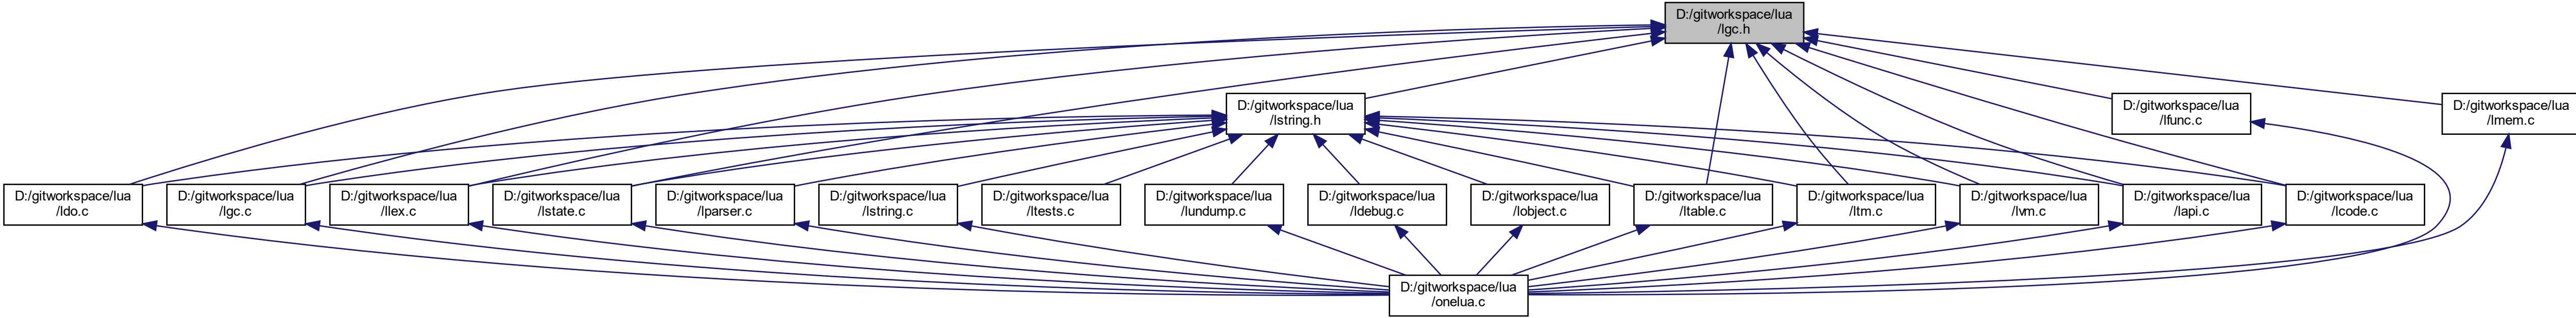 D:/gitworkspace/lua
/lgc.h
D:/gitworkspace/lua
/lstring.h
D:/gitworkspace/lua
/lfunc.c
D:/gitworkspace/lua
/lmem.c
D:/gitworkspace/lua
/ldo.c
D:/gitworkspace/lua
/lgc.c
D:/gitworkspace/lua
/llex.c
D:/gitworkspace/lua
/lstate.c
D:/gitworkspace/lua
/lparser.c
D:/gitworkspace/lua
/lstring.c
D:/gitworkspace/lua
/ltests.c
D:/gitworkspace/lua
/lundump.c
D:/gitworkspace/lua
/ldebug.c
D:/gitworkspace/lua
/lobject.c
D:/gitworkspace/lua
/ltable.c
D:/gitworkspace/lua
/ltm.c
D:/gitworkspace/lua
/lvm.c
D:/gitworkspace/lua
/lapi.c
D:/gitworkspace/lua
/lcode.c
D:/gitworkspace/lua
/onelua.c